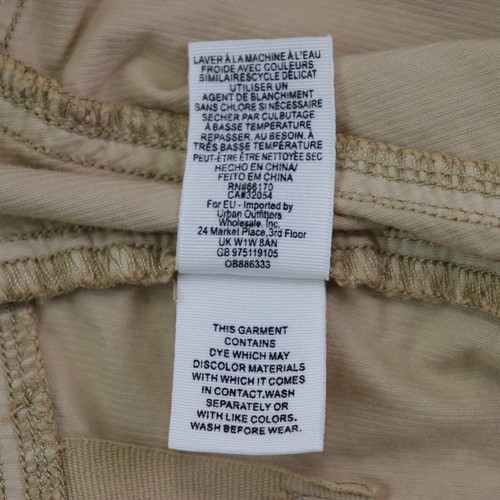 LAVER À LA MACHINE À L'EAU
FROIDE AVEC COULEURS
SIMILAIRESCYCLE DÉLICAT
UTILISER UN
AGENT DE BLANCHIMENT
SANS CHLORE SI NÉCESSAIRE
SÉCHER PAR CULBUTAGE
À BASSE TEMPÉRATURE
REPASSER, AU BESOIN, À
TRÈS BASSE TEMPÉRATURE
PEUT-ÊTRE ÊTRE NETTOYÉE SEC
HECHO EN CHINA/
FEITO EM CHINA
RN#66170
CA#32054
For EU - Imported by
Urban Outfitters
Wholesale, Inc.
24 Market Place,3rd Floor
UK W1W 8AN
GB 975119105
OB886333
THIS GARMENT
CONTAINS
DYE WHICH MAY
DISCOLOR MATERIALS
WITH WHICH IT COMES
IN CONTACT.WASH
SEPARATELY OR
WITH LIKE COLORS.
WASH BEFORE WEAR.